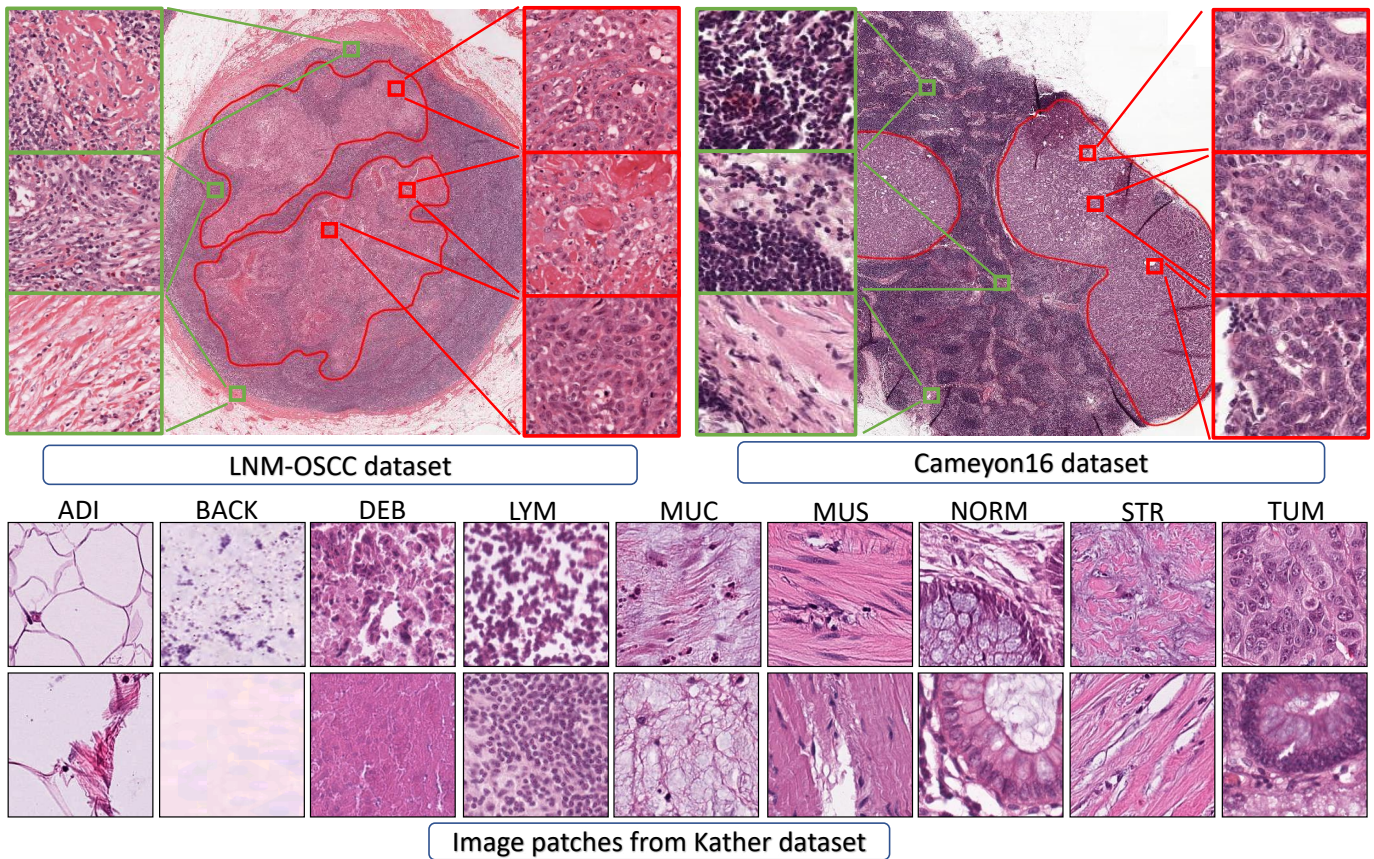 LNM-OSCC dataset
Cameyon16 dataset
ADI BACK DEB LYM MUC MUS NORM STR TUM
Image patches from Kather dataset